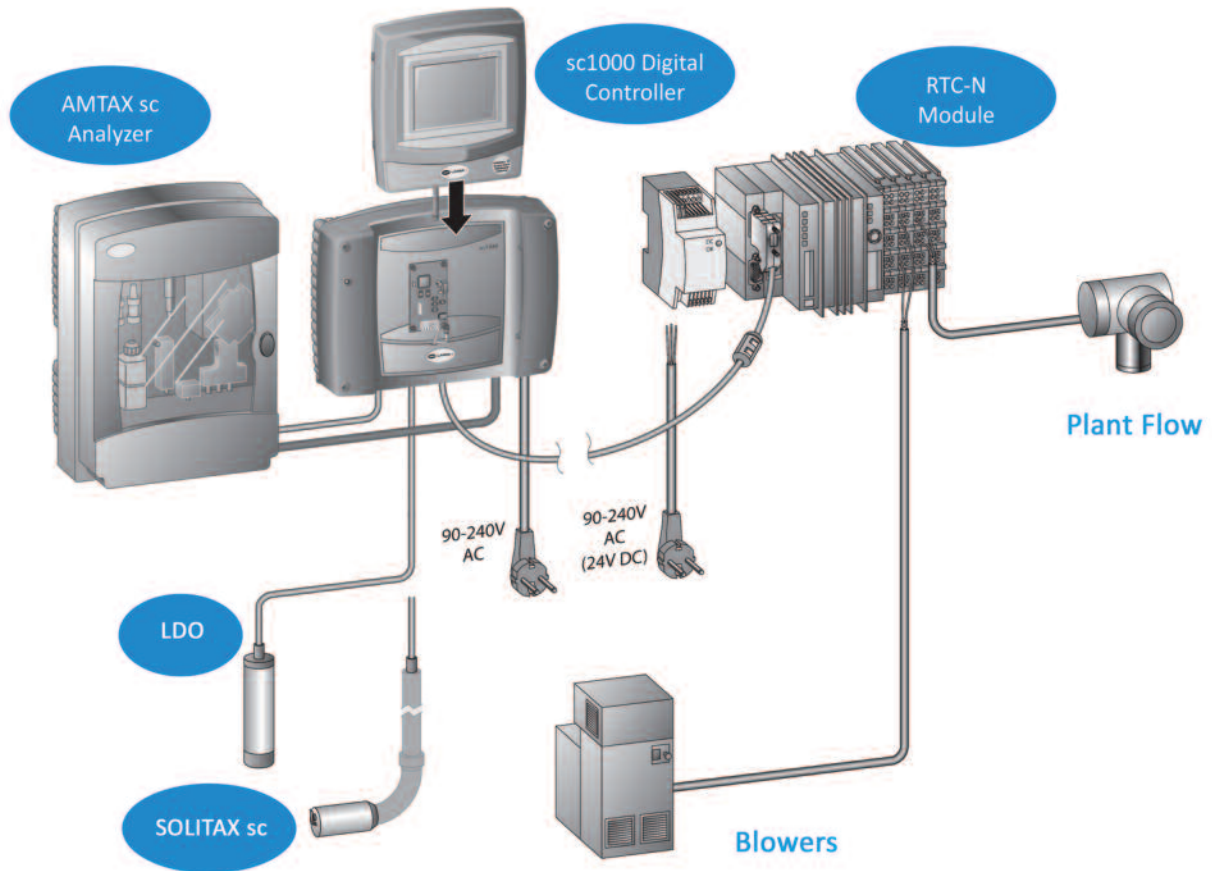 sc1000 Digital
Controller
RTC-N
Module
AMTAX sc
Analyzer
Plant Flow
90-240V
AC
90-240V
AC
(24V DC)
LDO
SOLITAX sc
Blowers